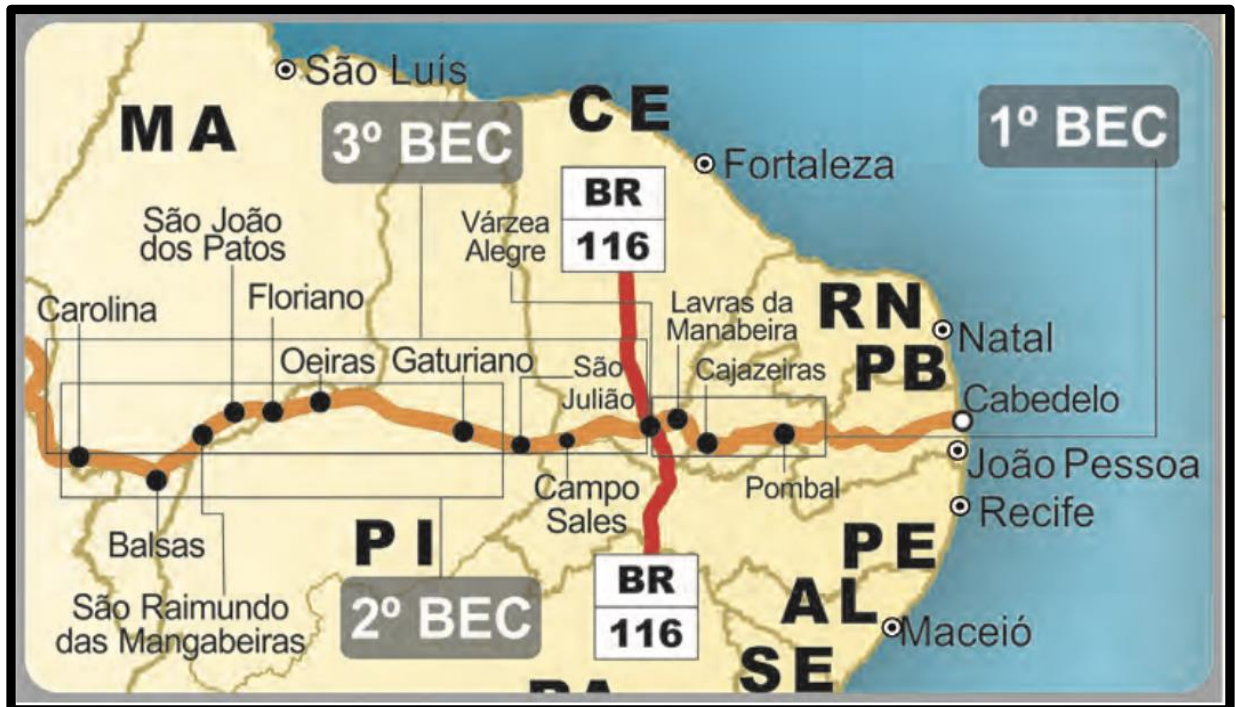 São Luís
MA
3º BEC
CE
1º BEC
Fortaleza
BR
116
São João
dos Patos
Várzea
Alegre
Carolina
Floriano
Lavras da
Manabeira
RN
Natal
Oeiras
Gaturiano
São
Julião
Cajazeiras
PB
Cabedelo
João Pessoa
Recife
Campo
Sales
Pombal
Balsas
PI
PE
São Raimundo
das Mangabeiras
2º BEC
BR
116
AL
Maceió
SE